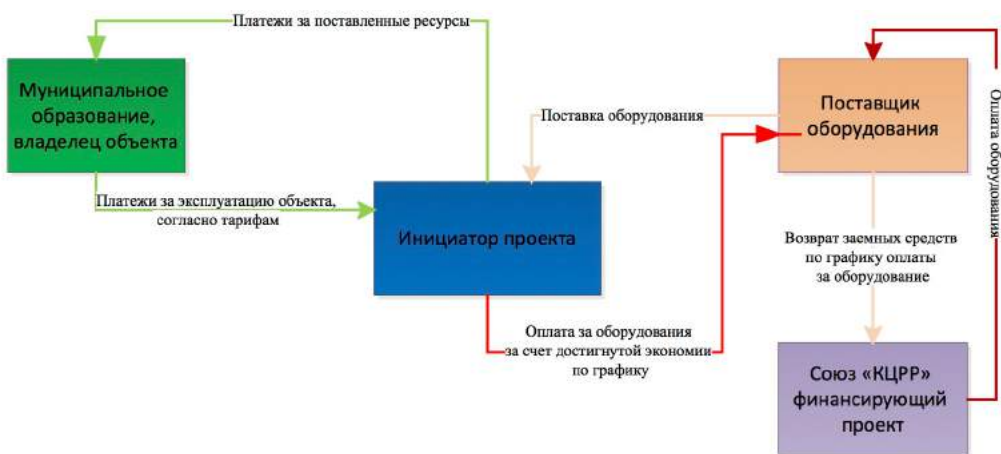 Платежи за поставленные ресурсы
Муниципальное
образование,
владелец объекта
Поставщик
оборудования
Оплата оборудования
Поставка оборудования
Платежи за эксплуатацию объекта,
согласно тарифам
Инициатор проекта
Возврат заемных средств
по графику оплаты
за оборудование
Оплата за оборудования
за счет достигнутой экономии
по графику
Союз «КЦРР»
финансирующий
проект